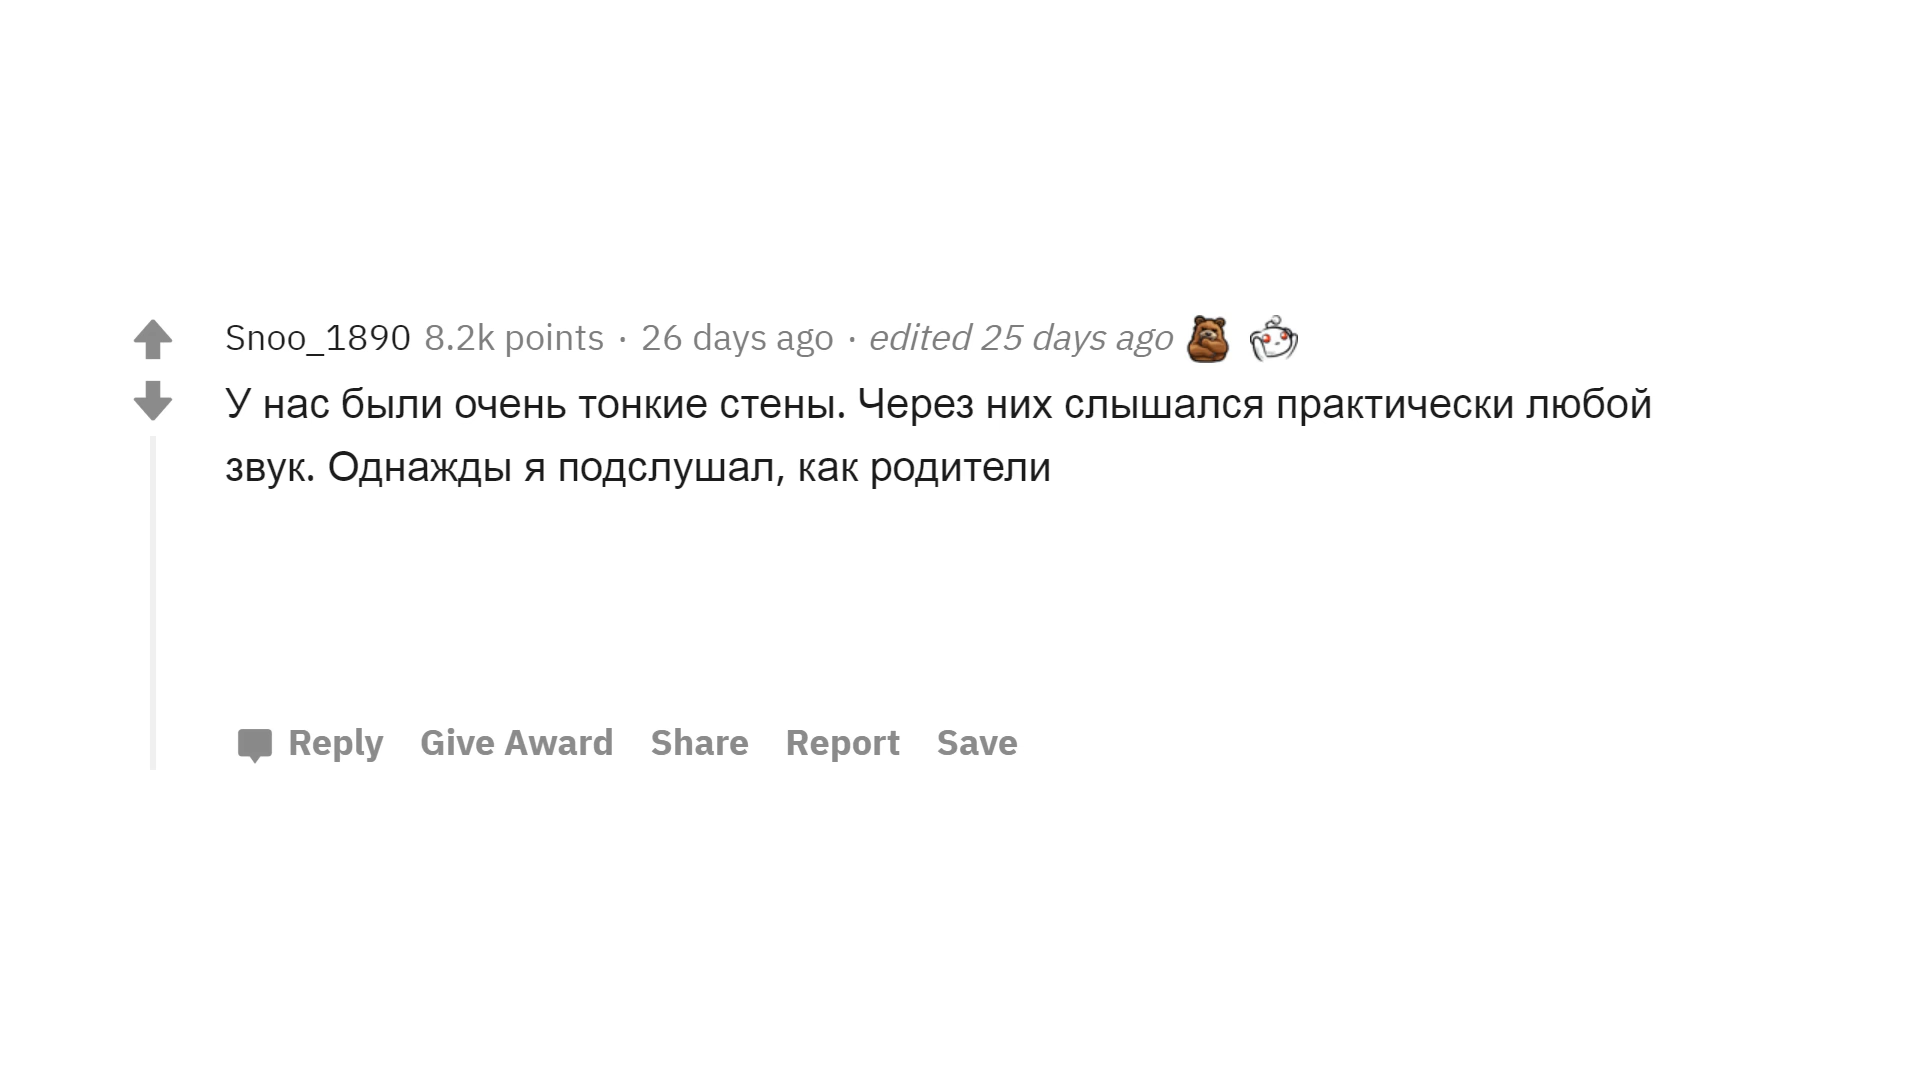 Snoo_1890 8.2k points · 26 days ago · edited 25 days ago
У нас были очень тонкие стены. Через них слышался практически любой
звук. Однажды я подслушал, как родители
Reply Give Award Share Report Save